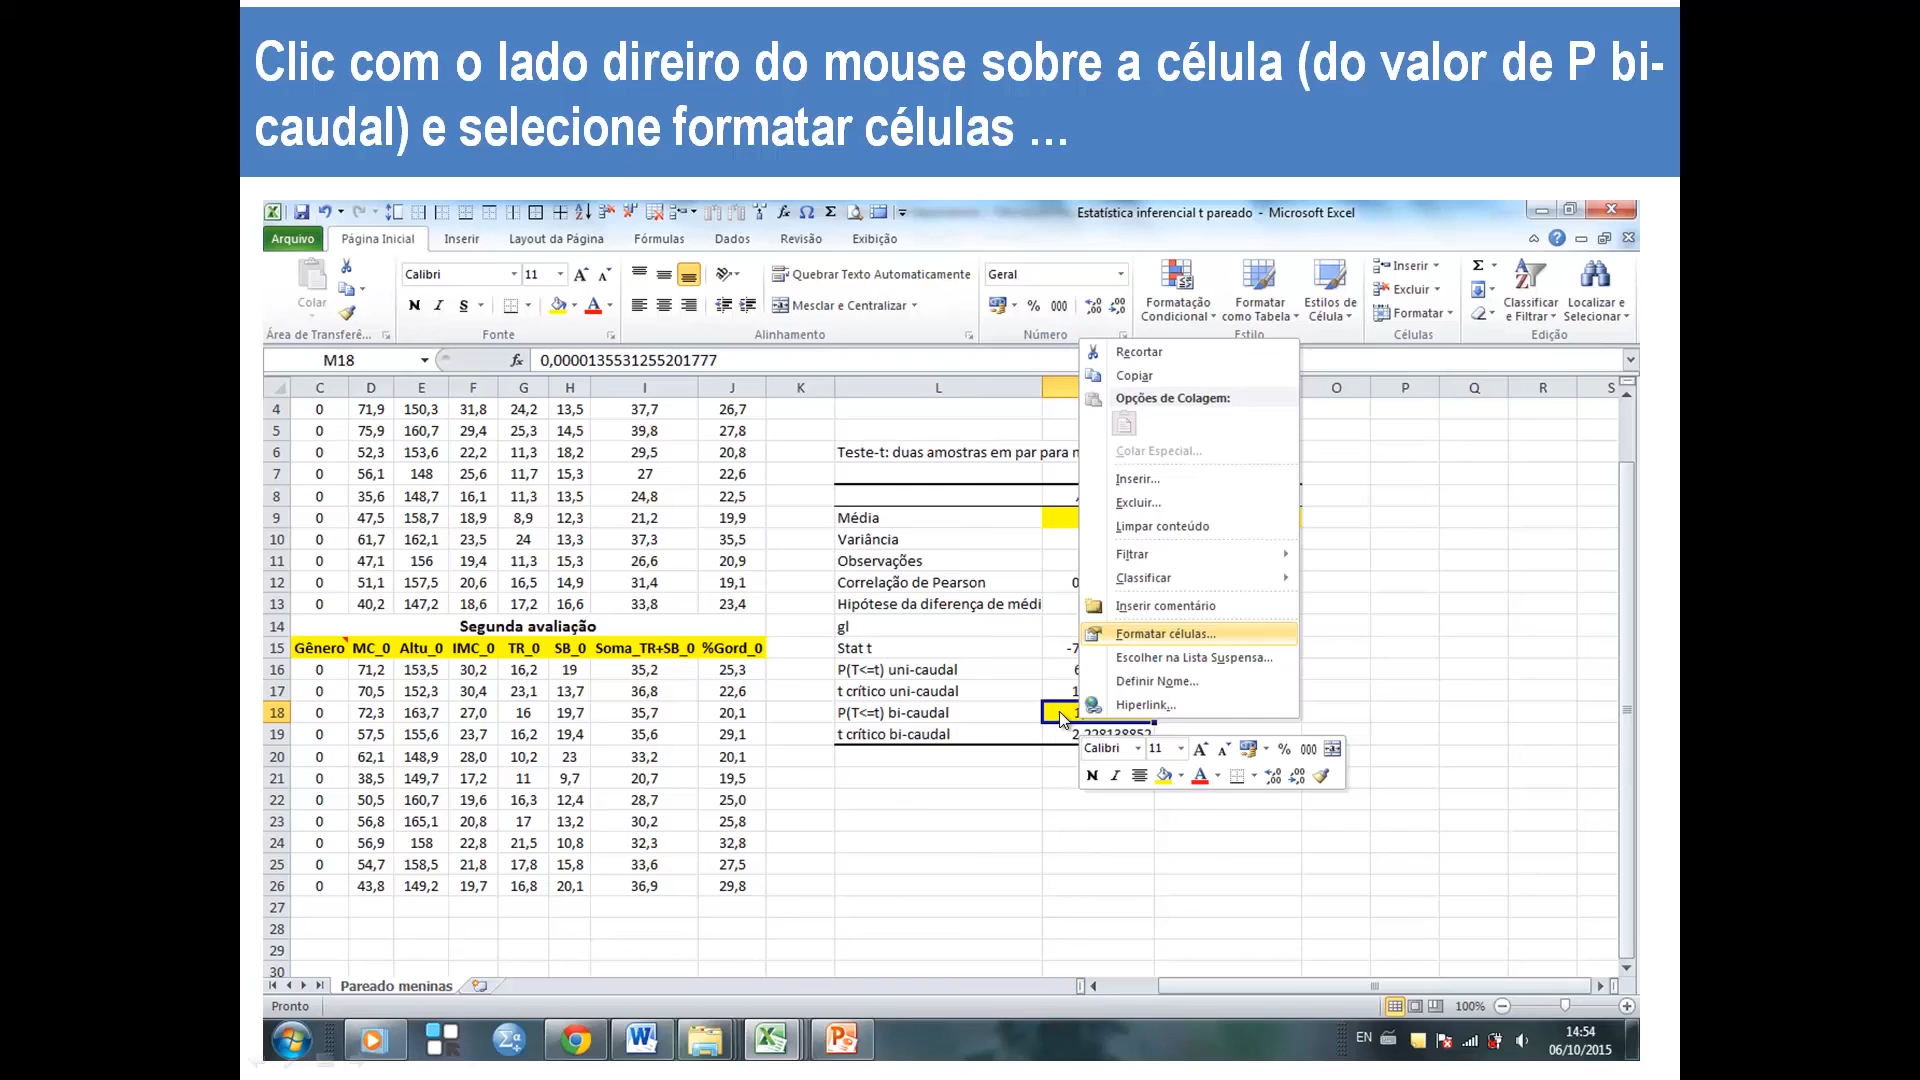 Clic com o lado direiro do mouse sobre a célula (do valor de P bi-
caudal) e selecione formatar células ...
Estatística inferencial t pareado - Microsoft Excel
Arquivo Página Inicial Inserir Layout da Página Fórmulas Dados Revisão Exibição
Colar
Calibri 11
N I S
Quebrar Texto Automaticamente
Mesclar e Centralizar
Geral
% 000
Formatação Condicional
Formatar como Tabela
Estilos de Célula
Inserir
Excluir
Formatar
Classificar e Filtrar
Localizar e Selecionar
Área de Transferê... Fonte Alinhamento Número Estilo Células Edição
M18 fx 0,0000135531255201777
C D E F G H I J K L O P Q R S
4 0 71,9 150,3 31,8 24,2 13,5 37,7 26,7
5 0 75,9 160,7 29,4 25,3 14,5 39,8 27,8
6 0 52,3 153,6 22,2 11,3 18,2 29,5 20,8 Teste-t: duas amostras em par para
7 0 56,1 148 25,6 11,7 15,3 27 22,6
8 0 35,6 148,7 16,1 11,3 13,5 24,8 22,5
9 0 47,5 158,7 18,9 8,9 12,3 21,2 19,9 Média
10 0 61,7 162,1 23,5 24 13,3 37,3 35,5 Variância
11 0 47,1 156 19,4 11,3 15,3 26,6 20,9 Observações
12 0 51,1 157,5 20,6 16,5 14,9 31,4 19,1 Correlação de Pearson 0
13 0 40,2 147,2 18,6 17,2 16,6 33,8 23,4 Hipótese da diferença de médi
14 Segunda avaliação gl
15 Gênero MC_0 Altu_0 IMC_0 TR_0 SB_0 Soma_TR+SB_0 %Gord_0 Stat t -7
16 0 71,2 153,5 30,2 16,2 19 35,2 25,3 P(T<=t) uni-caudal 6
17 0 70,5 152,3 30,4 23,1 13,7 36,8 22,6 t crítico uni-caudal 1
18 0 72,3 163,7 27,0 16 19,7 35,7 20,1 P(T<=t) bi-caudal 1
19 0 57,5 155,6 23,7 16,2 19,4 35,6 29,1 t crítico bi-caudal 2,228138852
20 0 62,1 148,9 28,0 10,2 23 33,2 20,1
21 0 38,5 149,7 17,2 11 9,7 20,7 19,5
22 0 50,5 160,7 19,6 16,3 12,4 28,7 25,0
23 0 56,8 165,1 20,8 17 13,2 30,2 25,8
24 0 56,9 158 22,8 21,5 10,8 32,3 32,8
25 0 54,7 158,5 21,8 17,8 15,8 33,6 27,5
26 0 43,8 149,2 19,7 16,8 20,1 36,9 29,8
27
28
29
30
Recortar
Copiar
Opções de Colagem:
Colar Especial...
Inserir...
Excluir...
Limpar conteúdo
Filtrar
Classificar
Inserir comentário
Formatar células...
Escolher na Lista Suspensa...
Definir Nome...
Hiperlink...
Calibri 11 A A % 000
N I A
Pareado meninas
Pronto 100%
EN 14:54
06/10/2015